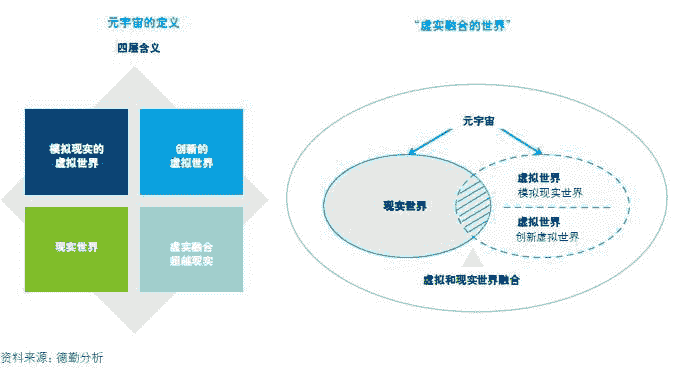 元宇宙的定义
四层含义
模拟现实的
虚拟世界
创新的
虚拟世界
现实世界
虚实融合
超越现实
“虚实融合的世界”
元宇宙
现实世界
虚拟世界
模拟现实世界
虚拟世界
创新虚拟世界
虚拟和现实世界融合
资料来源：德勤分析